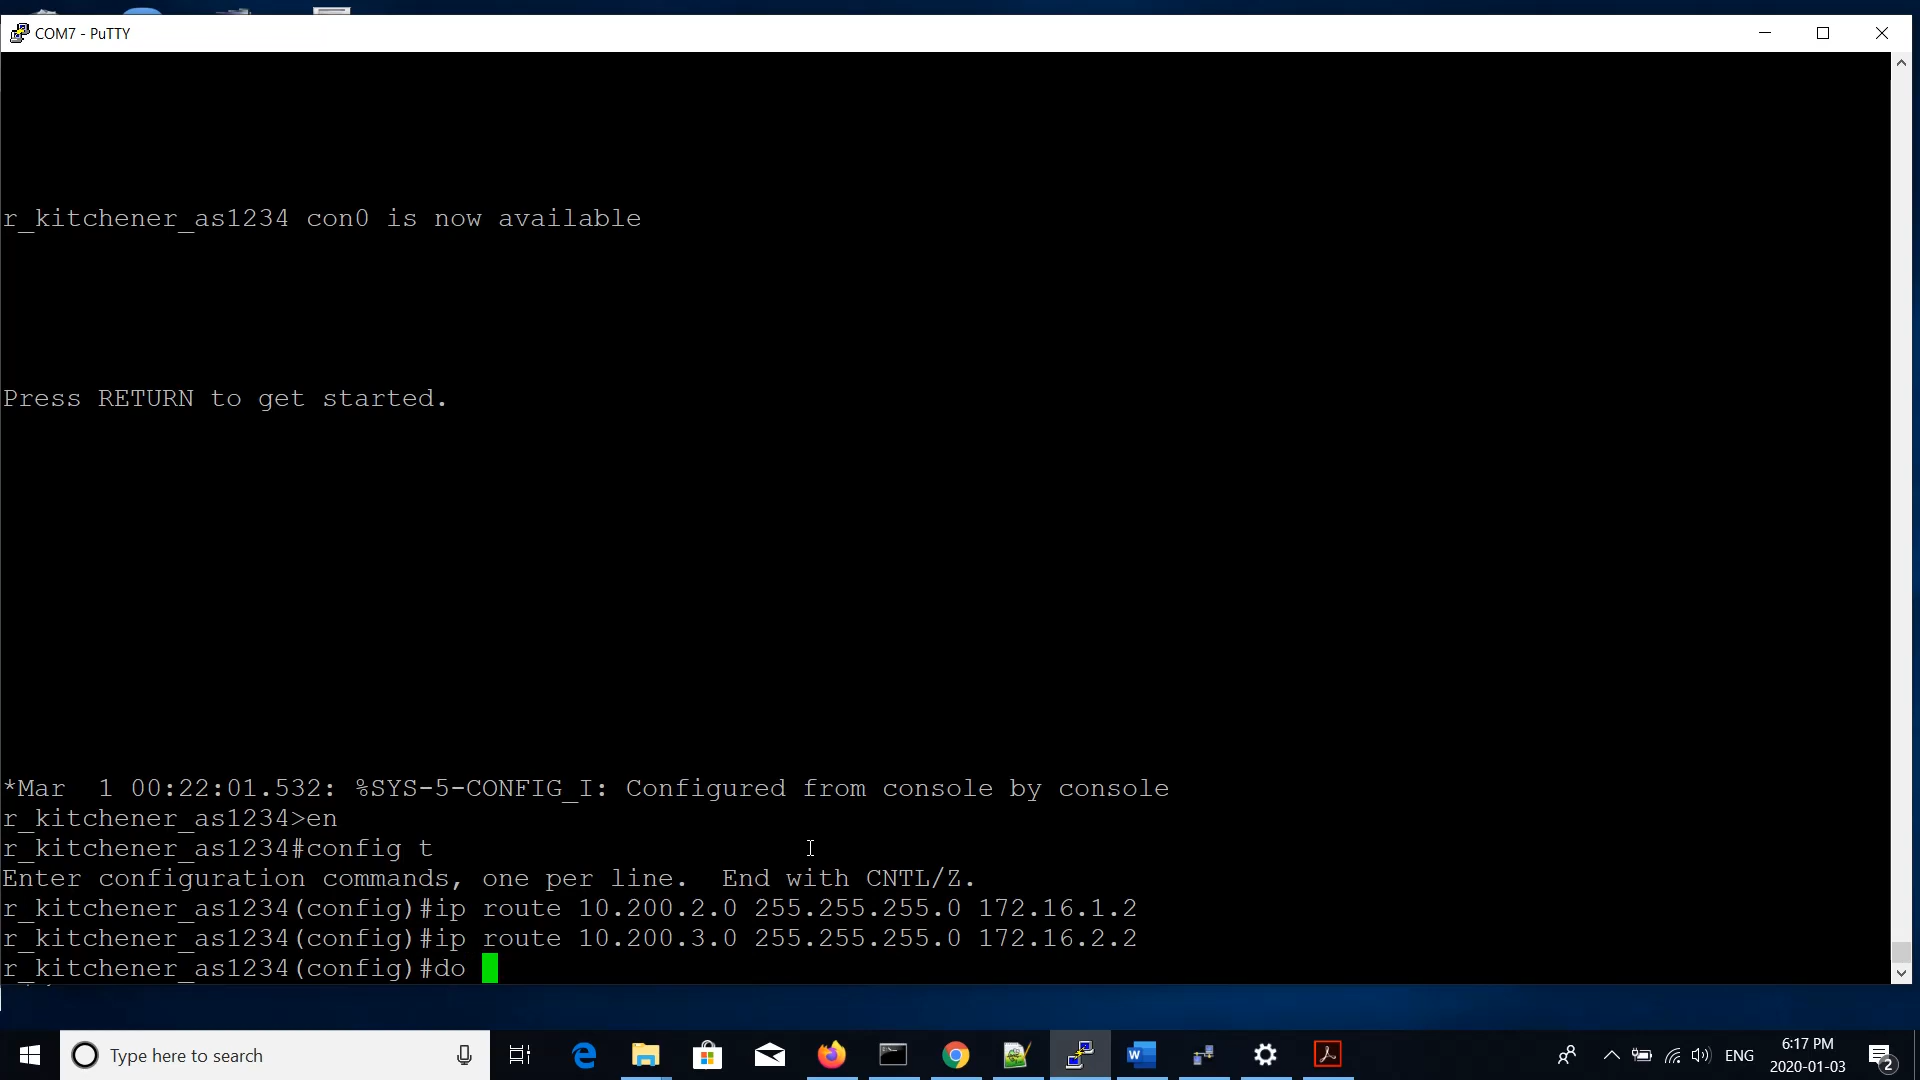 COM7 - PuTTY
r_kitchener_as1234 con0 is now available
Press RETURN to get started.
*Mar  1 00:22:01.532: %SYS-5-CONFIG_I: Configured from console by console
r_kitchener_as1234>en
r_kitchener_as1234#config t
Enter configuration commands, one per line.  End with CNTL/Z.
r_kitchener_as1234(config)#ip route 10.200.2.0 255.255.255.0 172.16.1.2
r_kitchener_as1234(config)#ip route 10.200.3.0 255.255.255.0 172.16.2.2
r_kitchener_as1234(config)#do
Type here to search
ENG
6:17 PM
2020-01-03
2